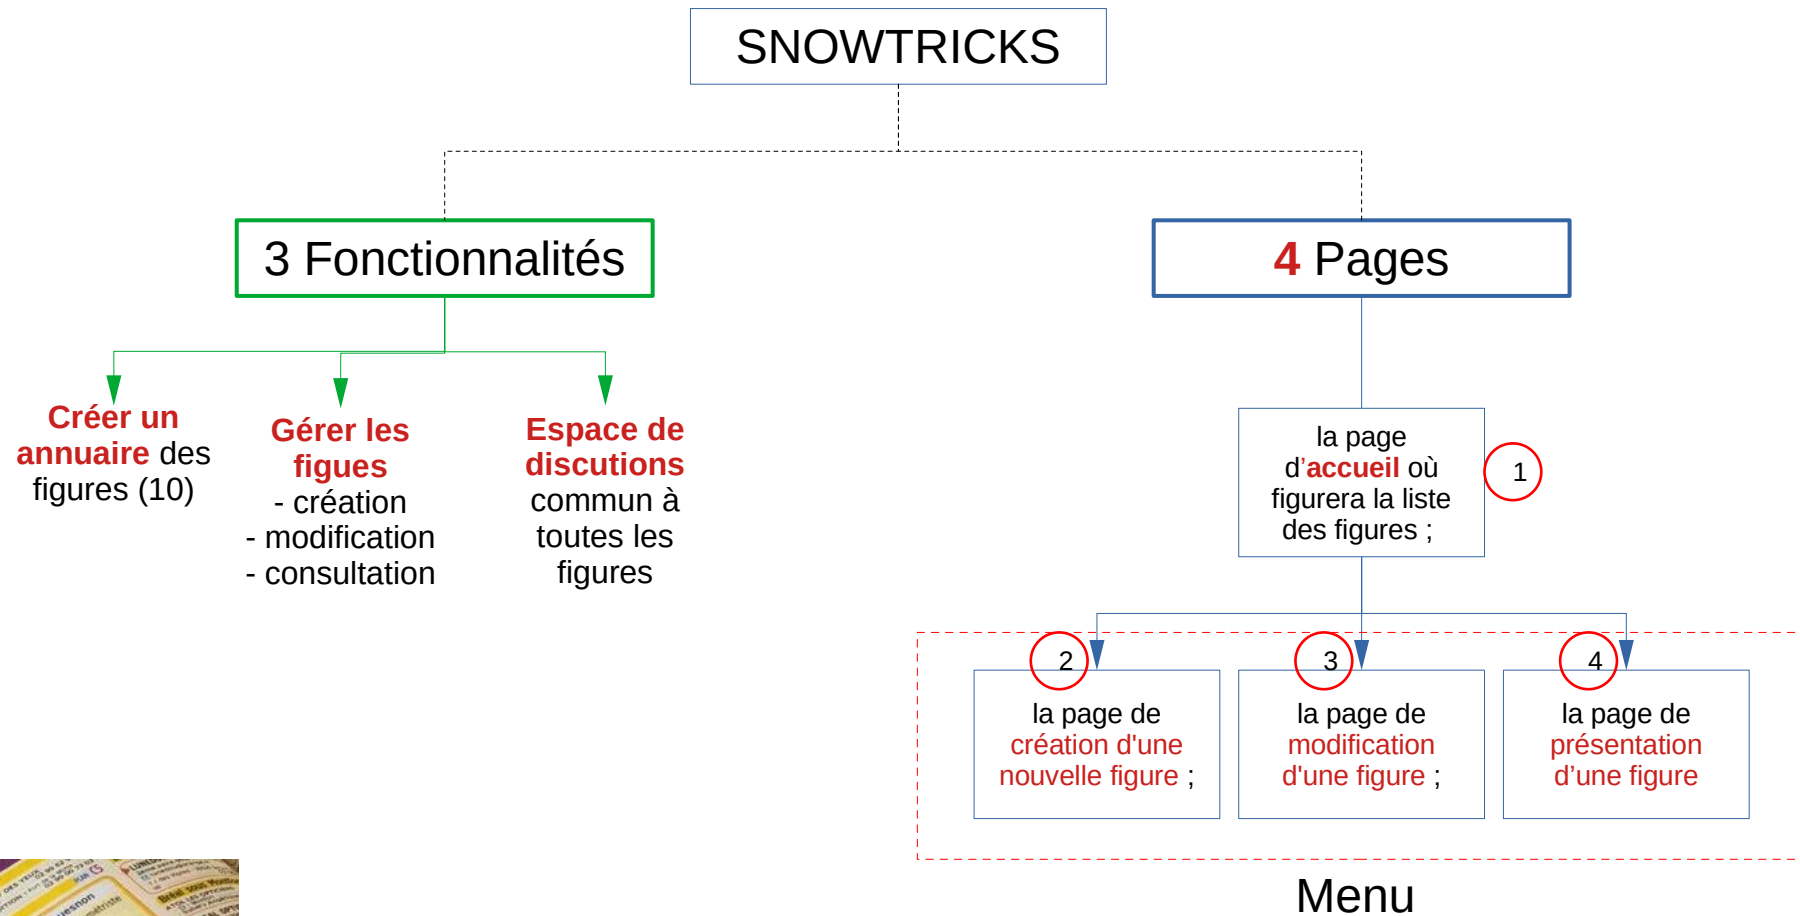 SNOWTRICKS
3 Fonctionnalités
4 Pages
Créer un
annuaire des
figures (10)
Gérer les
figues
- création
- modification
- consultation
Espace de
discutions
commun à
toutes les
figures
la page
d’accueil où
figurera la liste
des figures ;
1
2
la page de
création d'une
nouvelle figure ;
3
la page de
modification
d'une figure ;
4
la page de
présentation
d’une figure
Menu